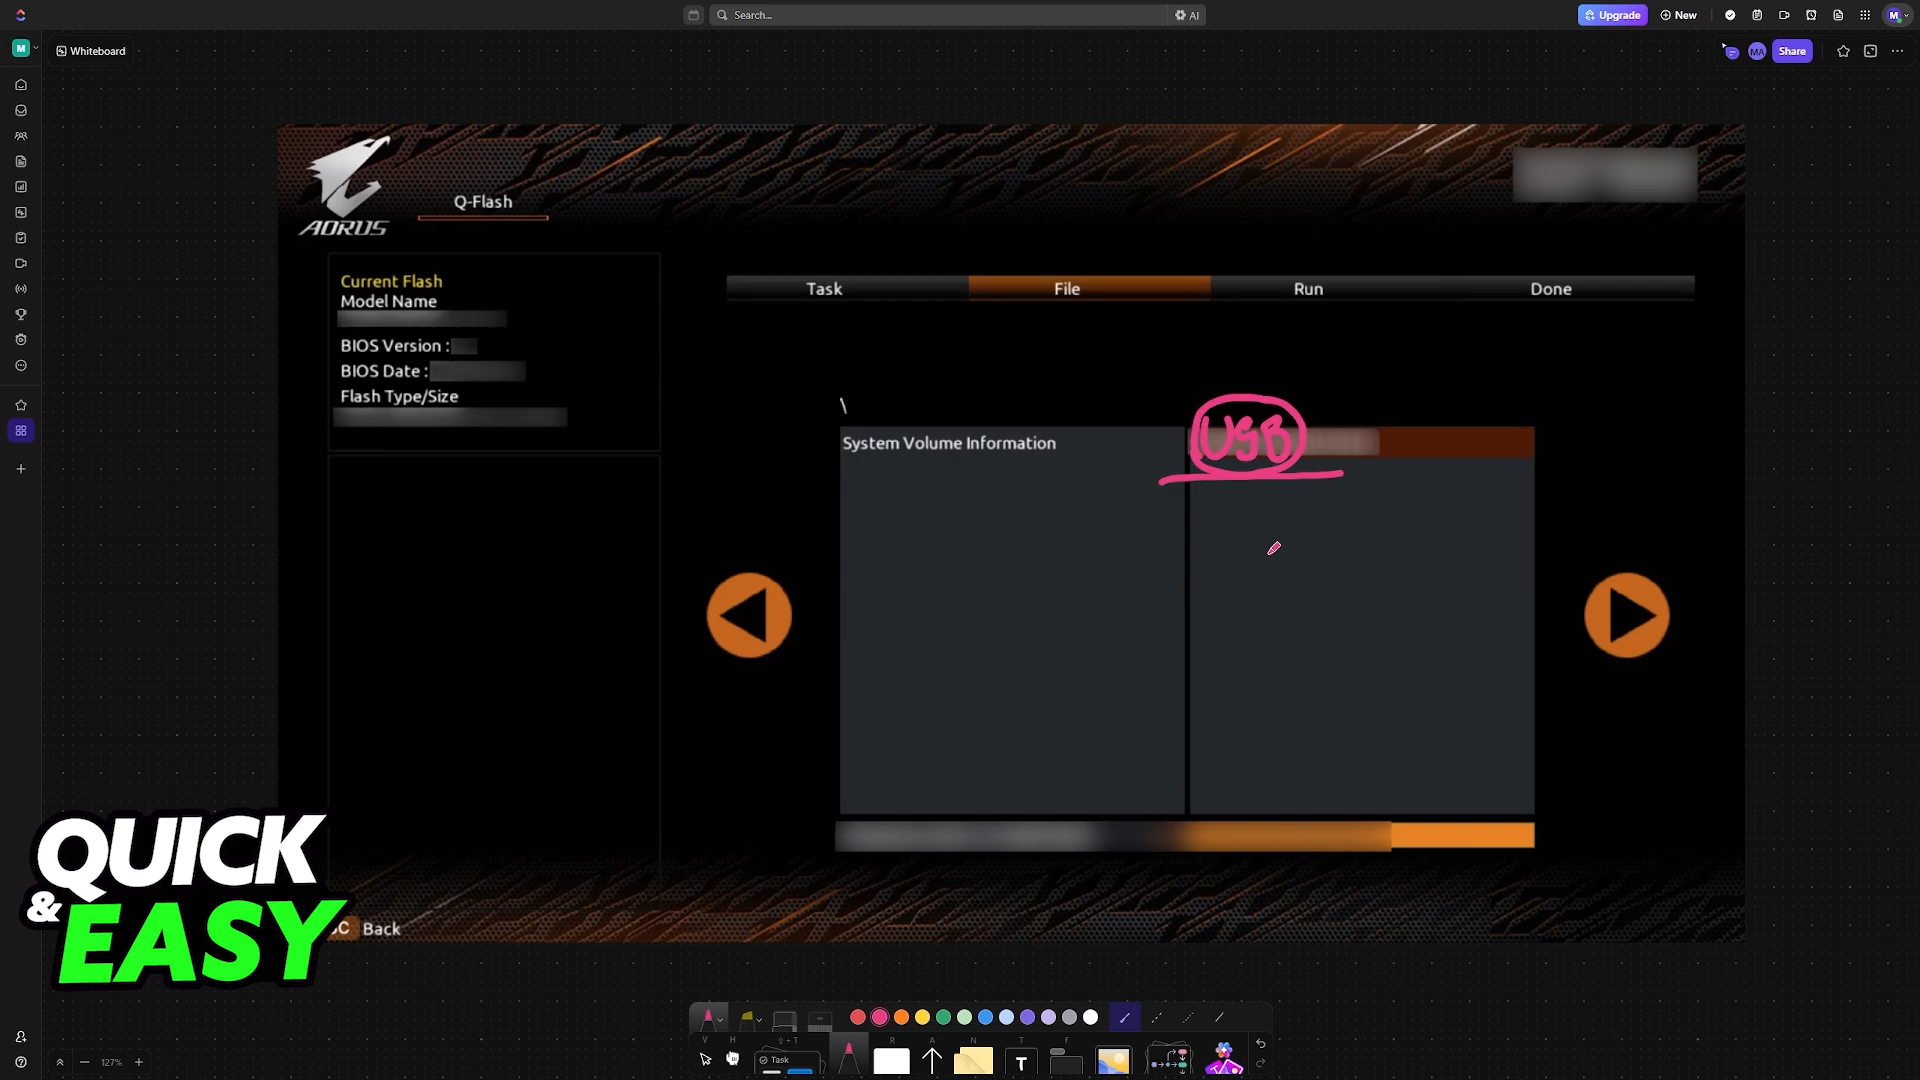 Search...
AI
Upgrade
New
M
M
Whiteboard
MA
Share
AORUS
Q-Flash
Current Flash
Model Name
BIOS Version :
BIOS Date :
Flash Type/Size
Task
File
Run
Done
\
System Volume Information
USB
Back
QUICK
& EASY
V
H
⇧+T
R
A
N
T
F
Task
T
127%